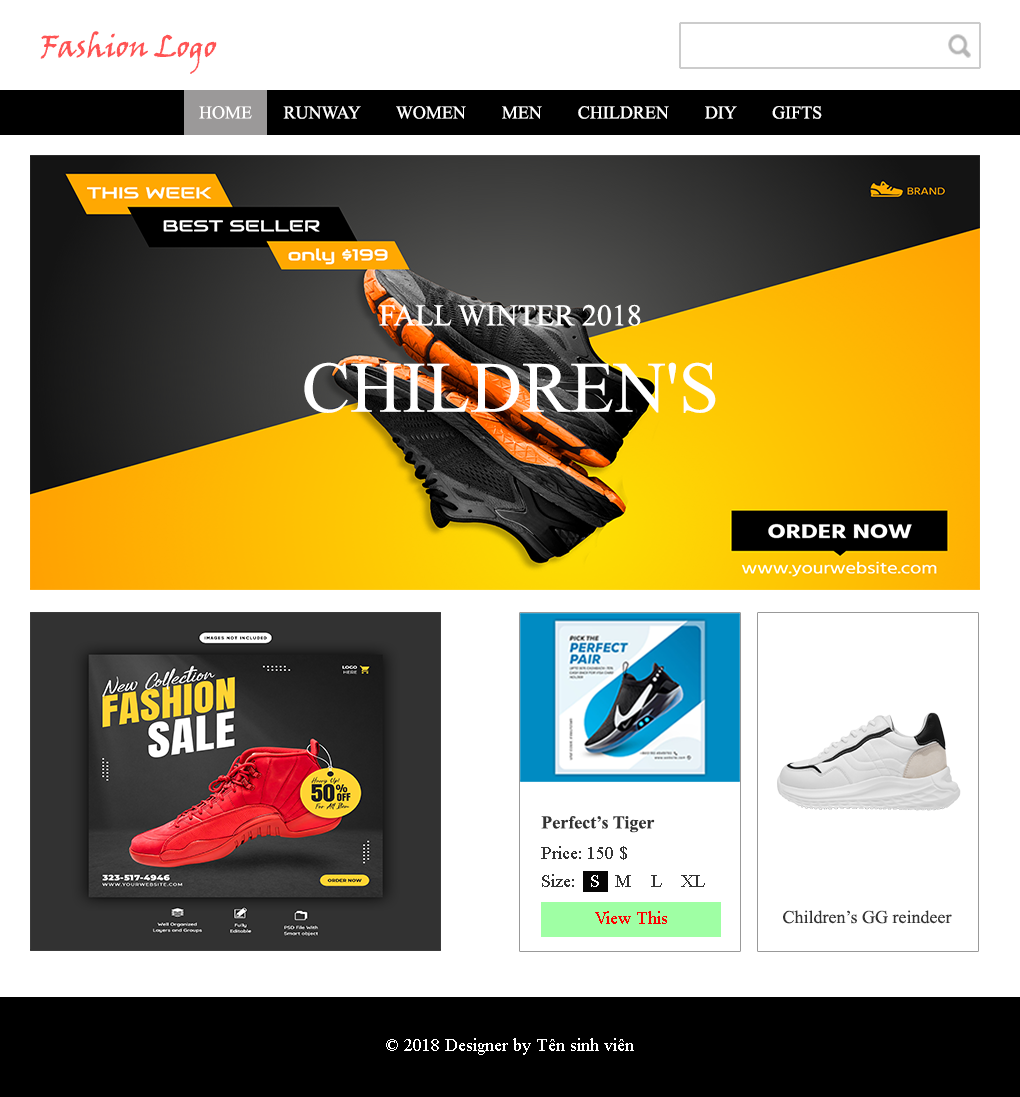 Fashion Logo
HOME RUNWAY WOMEN MEN CHILDREN DIY GIFTS
THIS WEEK
BEST SELLER
only $199
BRAND
FALL WINTER 2018
CHILDREN'S
ORDER NOW
www.yourwebsite.com
IMAGES NOT INCLUDED
LOGO
HERE
New Collection
FASHION
SALE
Hurry Up!
50% OFF
For All Item
323-517-4946
WWW.YOURWEBSITE.COM
ORDER NOW
Well Organized
Layers and Groups
Fully
Editable
PSD File With
Smart object
PICK THE
PERFECT
PAIR
Perfect’s Tiger
Price: 150 $
Size: S M L XL
View This
Children’s GG reindeer
© 2018 Designer by Tên sinh viên